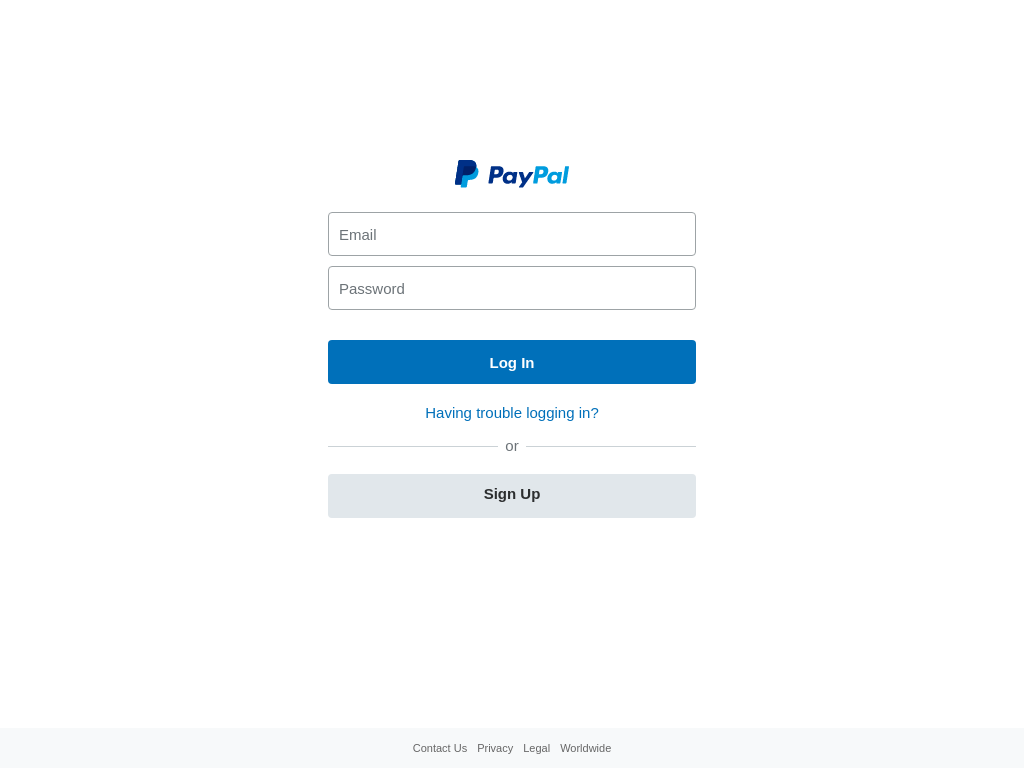 PayPal
Email
Password
Log In
Having trouble logging in?
or
Sign Up
Contact Us Privacy Legal Worldwide